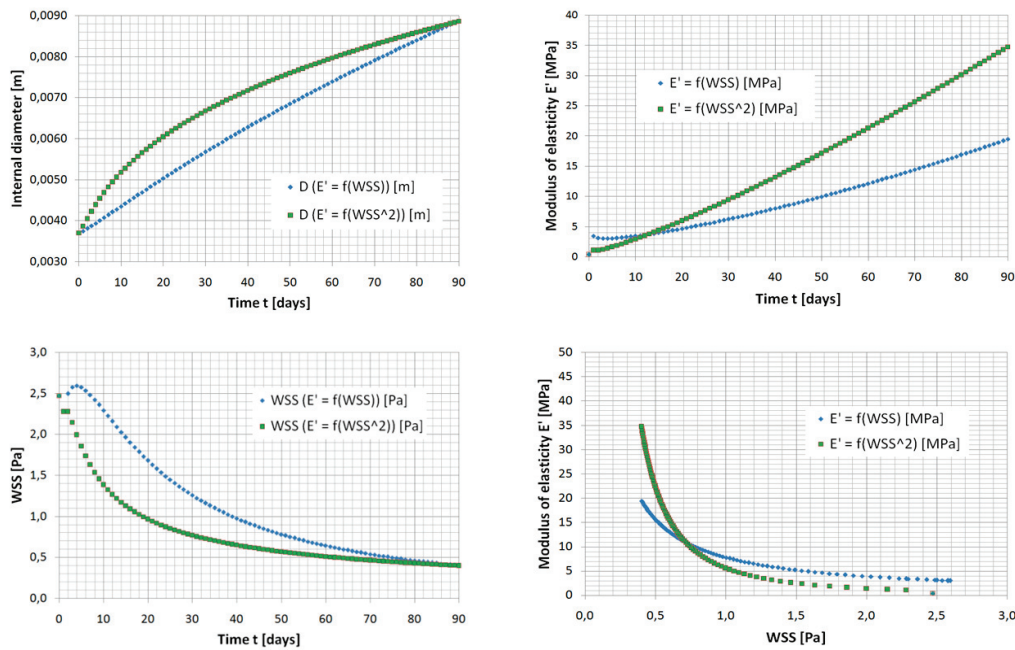 Internal diameter [m]
0,0090
0,0080
0,0070
0,0060
0,0050
0,0040
0,0030
D (E' = f(WSS)) [m]
D (E' = f(WSS^2)) [m]
0 10 20 30 40 50 60 70 80 90
Time t [days]
Modulus of elasticity E' [MPa]
40
35
30
25
20
15
10
5
0
E' = f(WSS) [MPa]
E' = f(WSS^2) [MPa]
0 10 20 30 40 50 60 70 80 90
Time t [days]
WSS [Pa]
3,0
2,5
2,0
1,5
1,0
0,5
0,0
WSS (E' = f(WSS)) [Pa]
WSS (E' = f(WSS^2)) [Pa]
0 10 20 30 40 50 60 70 80 90
Time t [days]
Modulus of elasticity E' [MPa]
50
45
40
35
30
25
20
15
10
5
0
E' = f(WSS) [MPa]
E' = f(WSS^2) [MPa]
0,0 0,5 1,0 1,5 2,0 2,5 3,0
WSS [Pa]